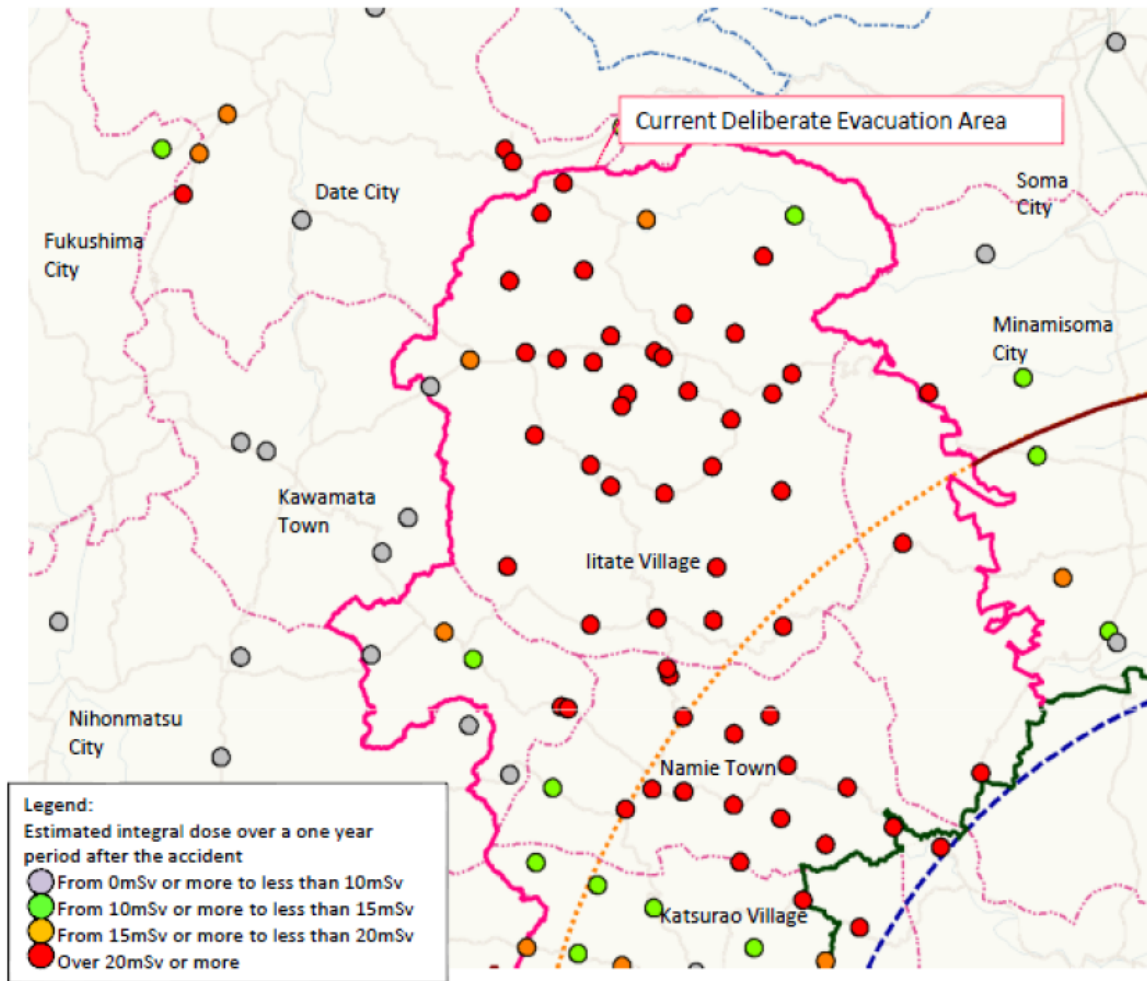 Current Deliberate Evacuation Area
Date City
Soma
City
Fukushima
City
Minamisoma
City
Kawamata
Town
Iitate Village
Nihonmatsu
City
Namie Town
Katsurao Village
Legend:
Estimated integral dose over a one year
period after the accident
From 0mSv or more to less than 10mSv
From 10mSv or more to less than 15mSv
From 15mSv or more to less than 20mSv
Over 20mSv or more